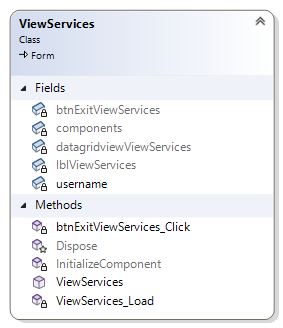 ViewServices
Class
Form
Fields
btnExitViewServices
components
datagridviewViewServices
lblViewServices
username
Methods
btnExitViewServices_Click
Dispose
InitializeComponent
ViewServices
ViewServices_Load